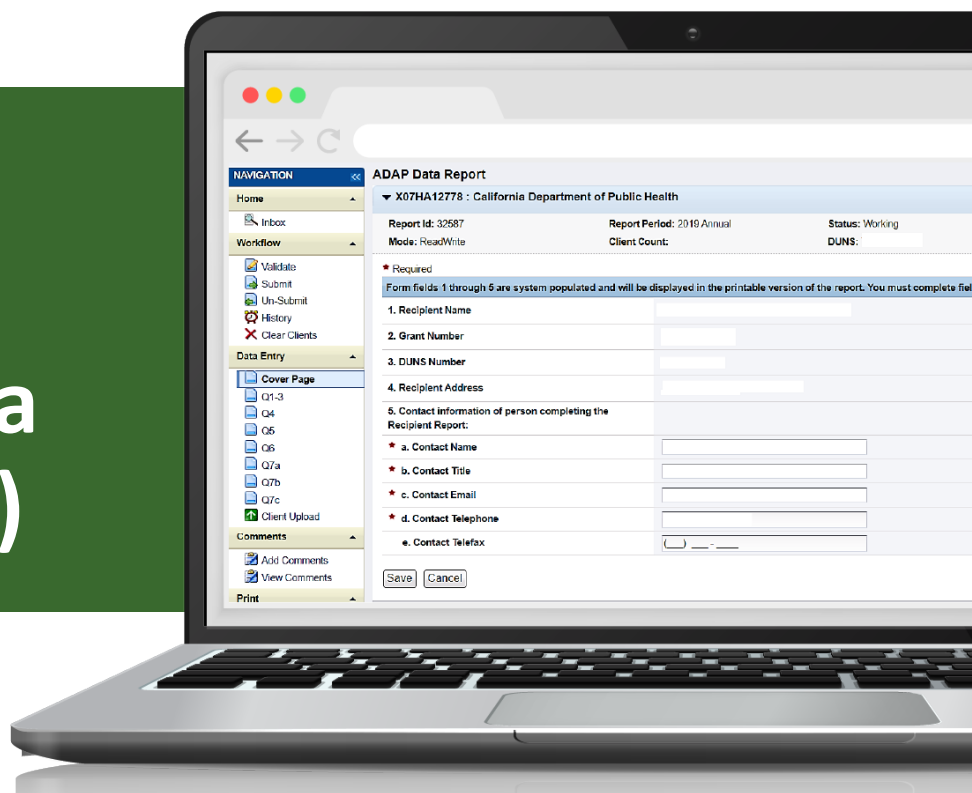 a
)
NAVIGATION
Home
Inbox
Workflow
Validate
Submit
Un-Submit
History
Clear Clients
Data Entry
Cover Page
Q1-3
Q4
Q5
Q6
Q7a
Q7b
Q7c
Client Upload
Comments
Add Comments
View Comments
Print
ADAP Data Report
X07HA12778 : California Department of Public Health
Report Id: 32587 Report Period: 2019 Annual Status: Working
Mode: ReadWrite Client Count: DUNS:
* Required
Form fields 1 through 5 are system populated and will be displayed in the printable version of the report. You must complete fiel
1. Recipient Name
2. Grant Number
3. DUNS Number
4. Recipient Address
5. Contact information of person completing the
Recipient Report:
* a. Contact Name
* b. Contact Title
* c. Contact Email
* d. Contact Telephone
e. Contact Telefax
(___) ___-____
Save Cancel